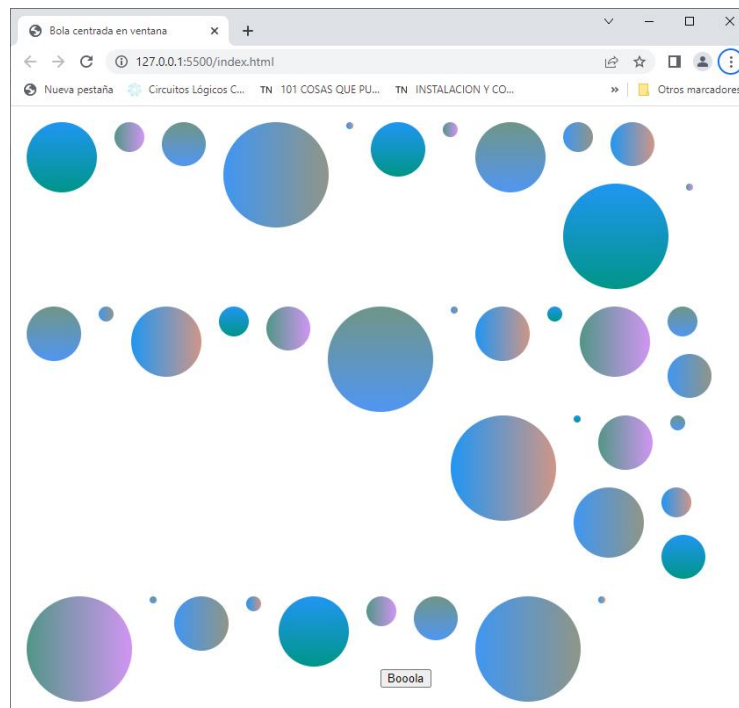 Bola centrada en ventana
127.0.0.1:5500/index.html
Nueva pestaña Circuitos Lógicos C... TN 101 COSAS QUE PU... TN INSTALACION Y CO... » Otros marcadores
Booola